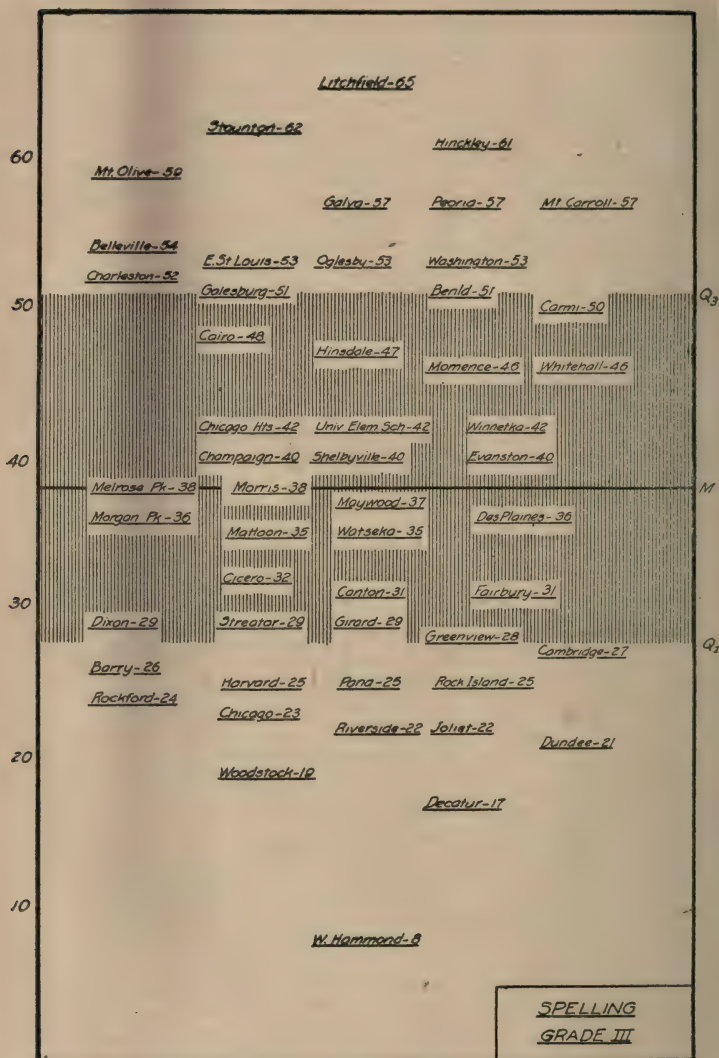 Litchfield-65
Staunton-62
Hinckley-61
60
Mt. Olive-59
Galva-57 Peoria-57 Mt Carroll-57
Belleville-54
E.St Louis-53 Oglesby-53 Washington-53
Charleston-52
Galesburg-51 Benld-51
50 Carmi-50 Q3
Cairo-48
Hinsdale-47
Momence-46 Whitehall-46
Chicago Hts-42 Univ Elem Sch-42 Winnetka-42
40 Champaign-40 Shelbyville-40 Evanston-40
Melrose Pk-38 Morris-38 M
Maywood-37
Morgan Pk-36 DesPlaines-36
Mattoon-35 Watseka-35
Cicero-32
Canton-31 Fairbury-31
30
Dixon-29 Streator-29 Girard-29
Greenview-28
Cambridge-27 Q1
Barry-26
Harvard-25 Pana-25 Rock Island-25
Rockford-24
Chicago-23
Riverside-22 Joliet-22
Dundee-21
20
Woodstock-19
Decatur-17
10
W. Hammond-8
SPELLING
GRADE III